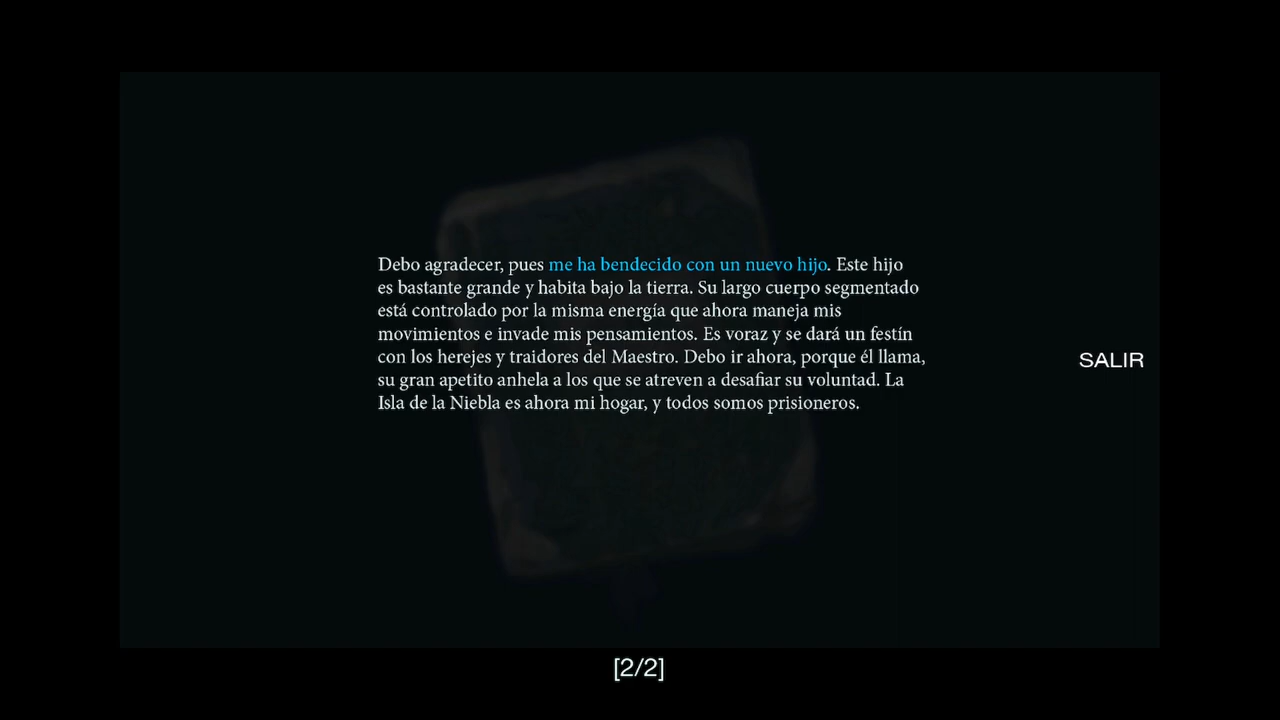 Debo agradecer, pues me ha bendecido con un nuevo hijo. Este hijo
es bastante grande y habita bajo la tierra. Su largo cuerpo segmentado
está controlado por la misma energía que ahora maneja mis
movimientos e invade mis pensamientos. Es voraz y se dará un festín
con los herejes y traidores del Maestro. Debo ir ahora, porque él llama,
su gran apetito anhela a los que se atreven a desafiar su voluntad. La
Isla de la Niebla es ahora mi hogar, y todos somos prisioneros.
SALIR
[2/2]